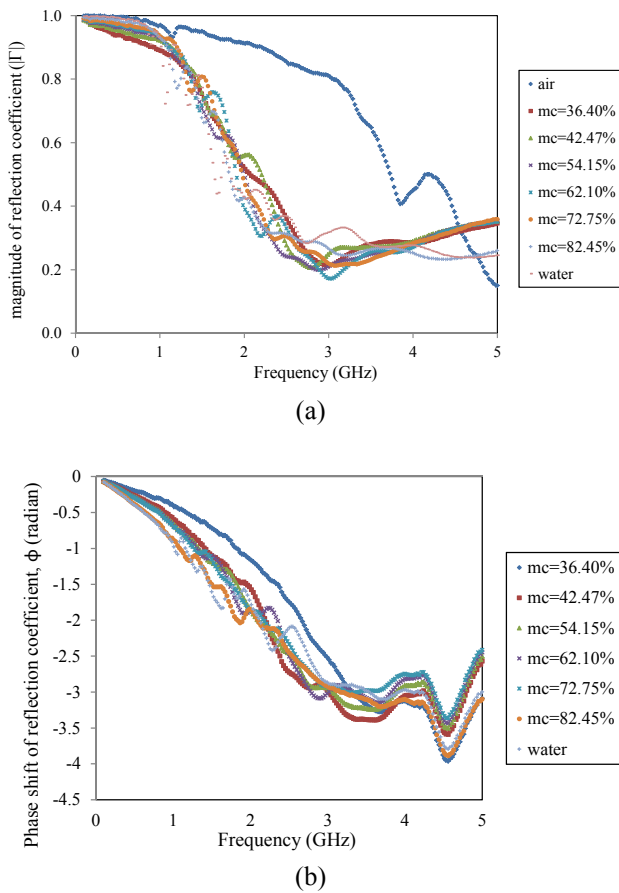 1.0
0.8
0.6
0.4
0.2
0.0
magnitude of reflection coefficient (|Γ|)
0 1 2 3 4 5
Frequency (GHz)
air
mc=36.40%
mc=42.47%
mc=54.15%
mc=62.10%
mc=72.75%
mc=82.45%
water
(a)
0
-0.5
-1
-1.5
-2
-2.5
-3
-3.5
-4
-4.5
Phase shift of reflection coefficient, ϕ (radian)
0 1 2 3 4 5
Frequency (GHz)
mc=36.40%
mc=42.47%
mc=54.15%
mc=62.10%
mc=72.75%
mc=82.45%
water
(b)